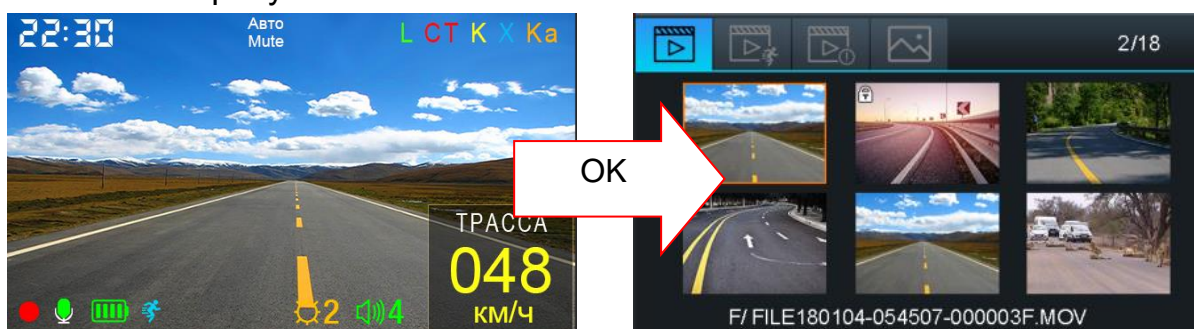 22:30
Авто
Mute
L CT K X Ka
ТРАССА
048
км/ч
2
4
OK
2/18
F/ FILE180104-054507-000003F.MOV